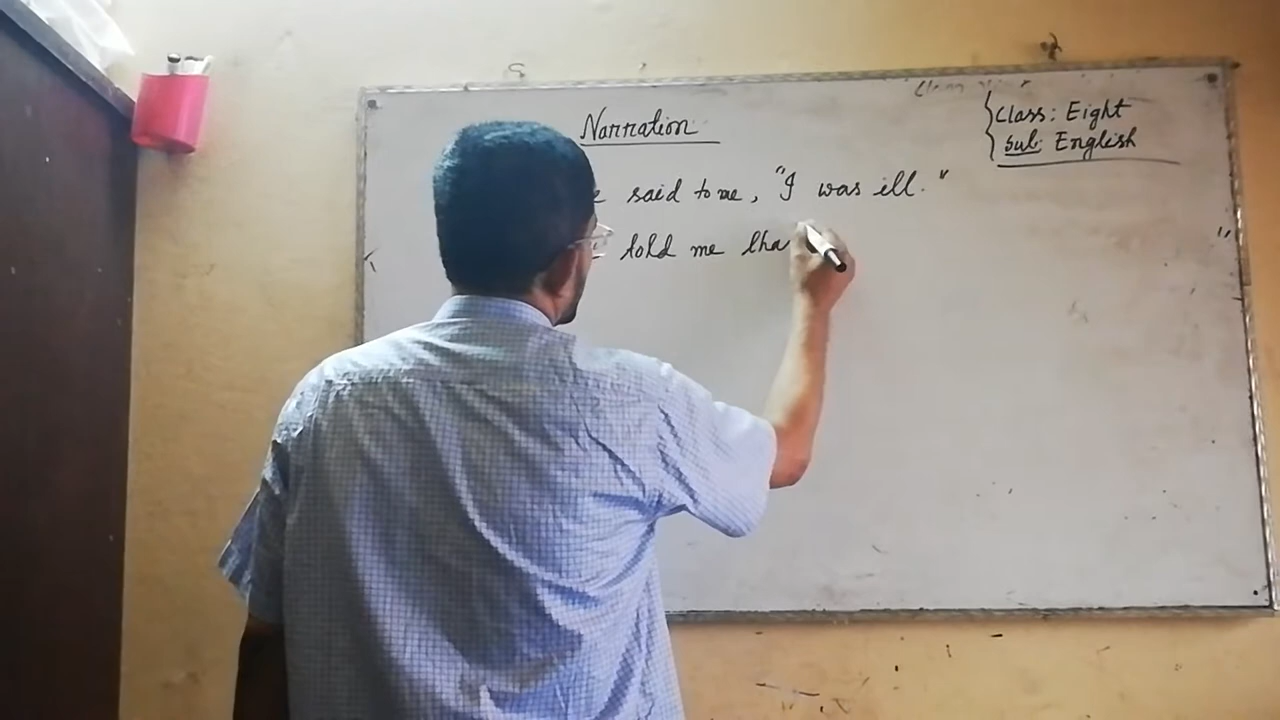 Narration
Class: Eight
Sub: English
said to me, "I was ill."
told me tha